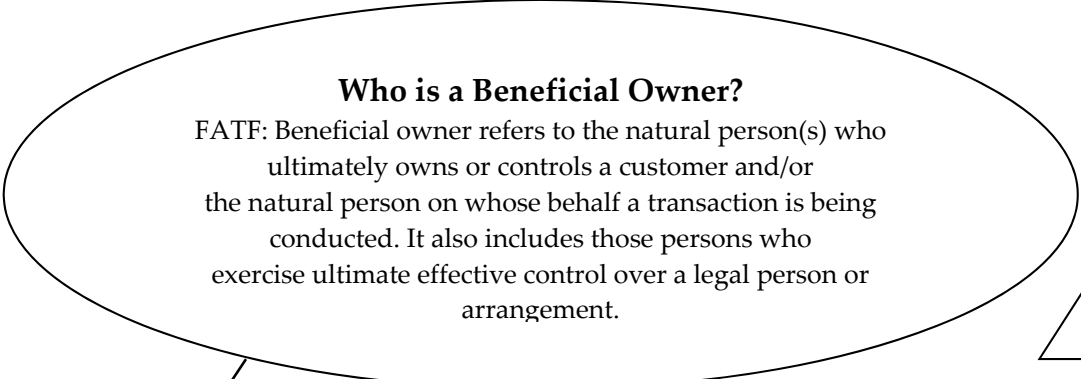 Who is a Beneficial Owner?
FATF: Beneficial owner refers to the natural person(s) who
ultimately owns or controls a customer and/or
the natural person on whose behalf a transaction is being
conducted. It also includes those persons who
exercise ultimate effective control over a legal person or
arrangement.